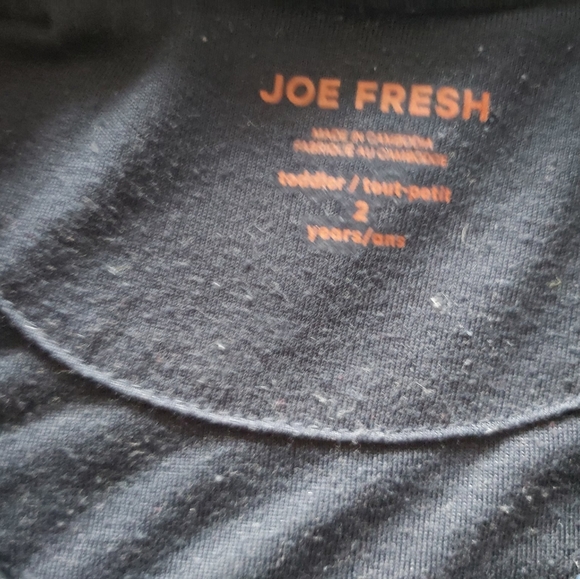 JOE FRESH
MADE IN CAMBODIA
FABRIQUÉ AU CAMBODGE
toddler / tout-petit
2
years/ans